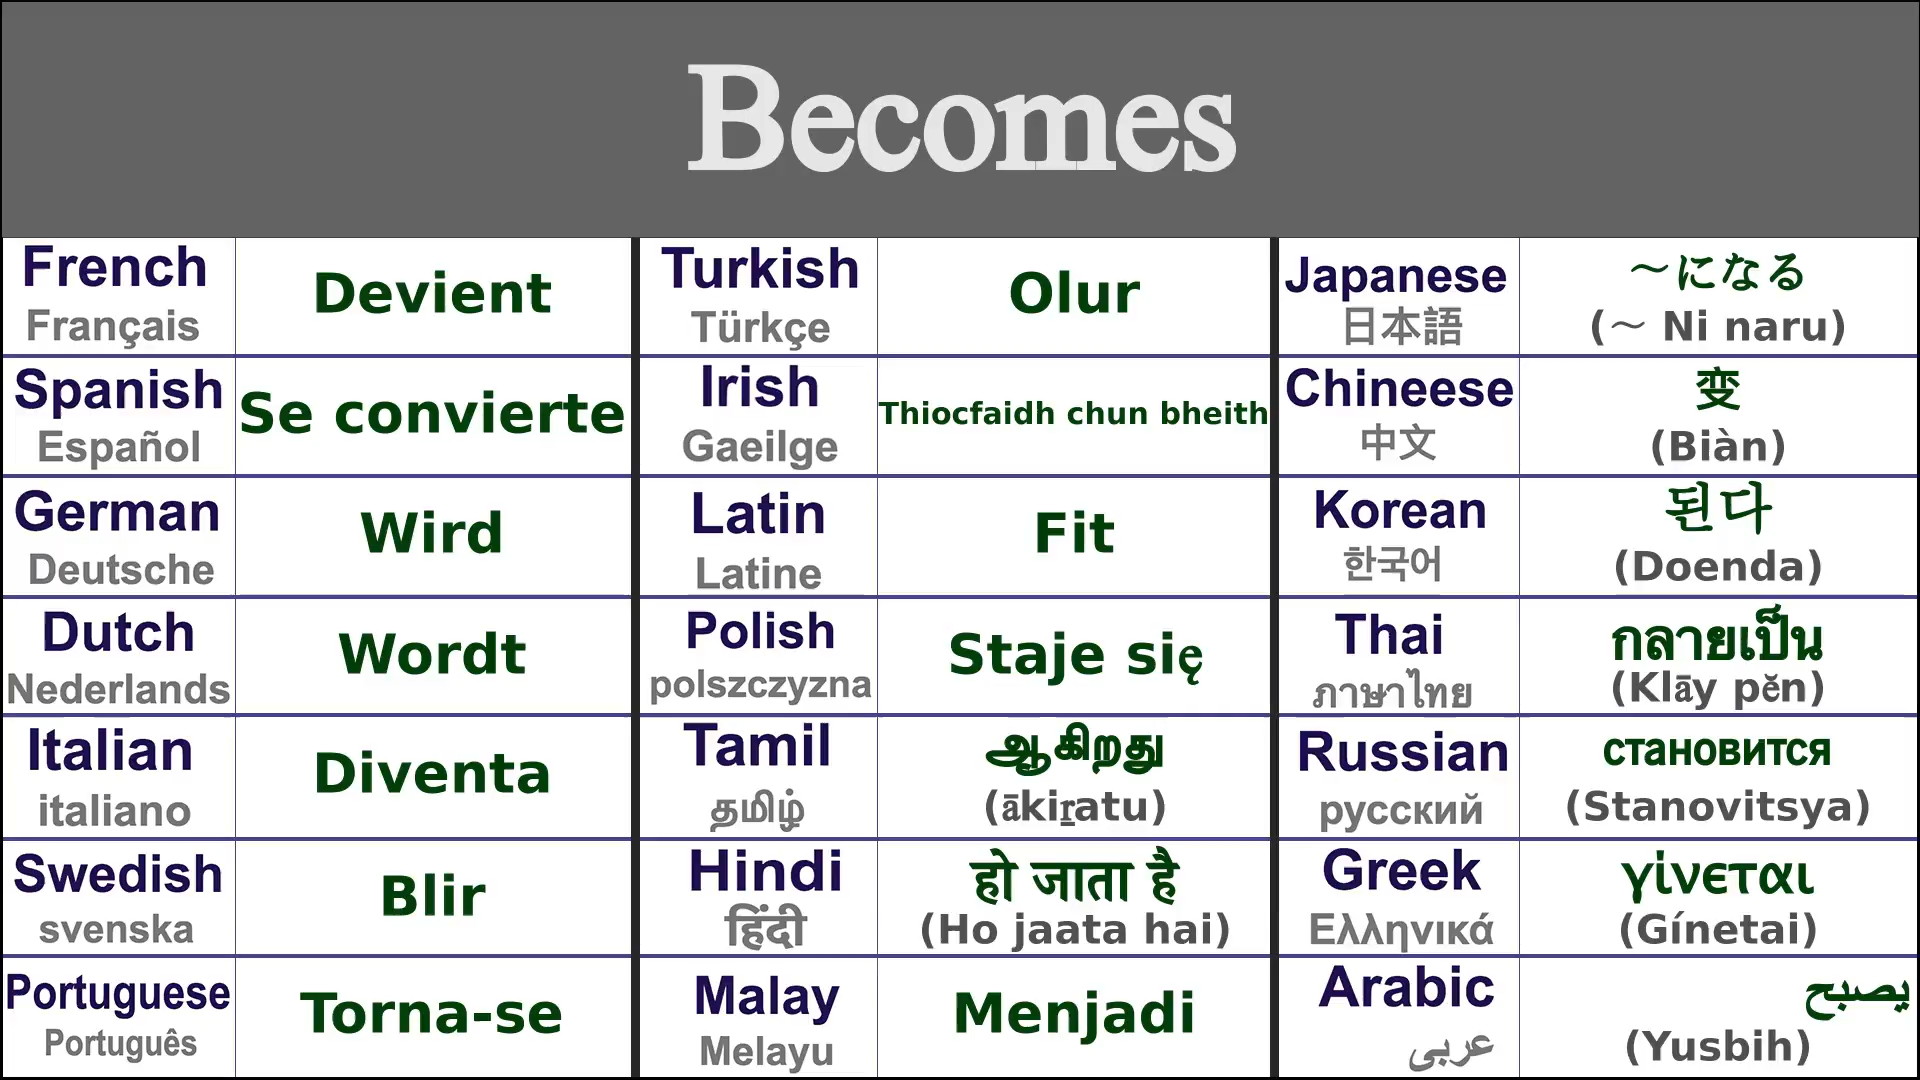 Becomes
French
Français
Devient
Turkish
Türkçe
Olur
Japanese
日本語
～になる
(～ Ni naru)
Spanish
Español
Se convierte
Irish
Gaeilge
Thiocfaidh chun bheith
Chineese
中文
变
(Biàn)
German
Deutsche
Wird
Latin
Latine
Fit
Korean
한국어
된다
(Doenda)
Dutch
Nederlands
Wordt
Polish
polszczyzna
Staje się
Thai
ภาษาไทย
กลายเป็น
(Klāy pĕn)
Italian
italiano
Diventa
Tamil
தமிழ்
ஆகிறது
(ākiṟatu)
Russian
русский
становится
(Stanovitsya)
Swedish
svenska
Blir
Hindi
हिंदी
हो जाता है
(Ho jaata hai)
Greek
Ελληνικά
γίνεται
(Gínetai)
Portuguese
Português
Torna-se
Malay
Melayu
Menjadi
Arabic
عربى
يصبح
(Yusbih)